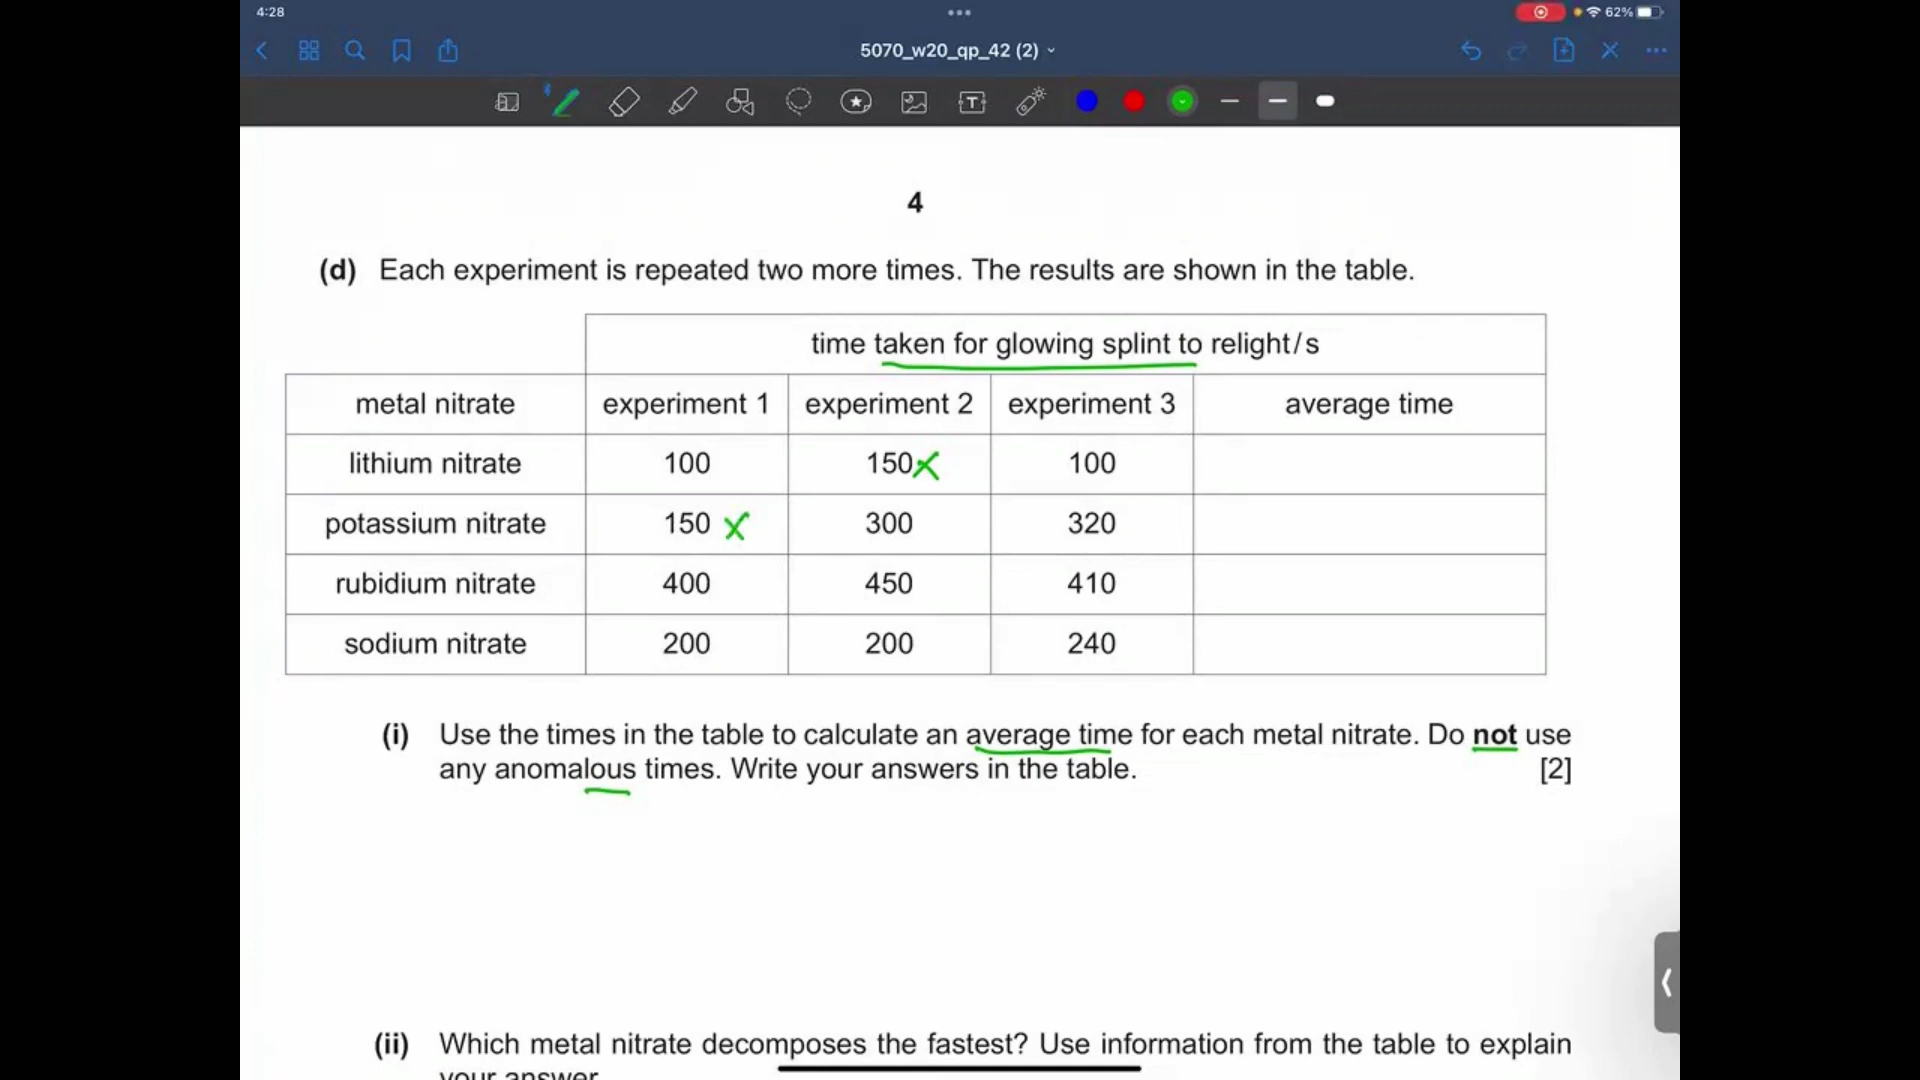 4:28
62%
5070_w20_qp_42 (2)
4
(d) Each experiment is repeated two more times. The results are shown in the table.
time taken for glowing splint to relight/s
metal nitrate experiment 1 experiment 2 experiment 3 average time
lithium nitrate 100 150 X 100
potassium nitrate 150 X 300 320
rubidium nitrate 400 450 410
sodium nitrate 200 200 240
(i) Use the times in the table to calculate an average time for each metal nitrate. Do not use
any anomalous times. Write your answers in the table. [2]
(ii) Which metal nitrate decomposes the fastest? Use information from the table to explain
your answer